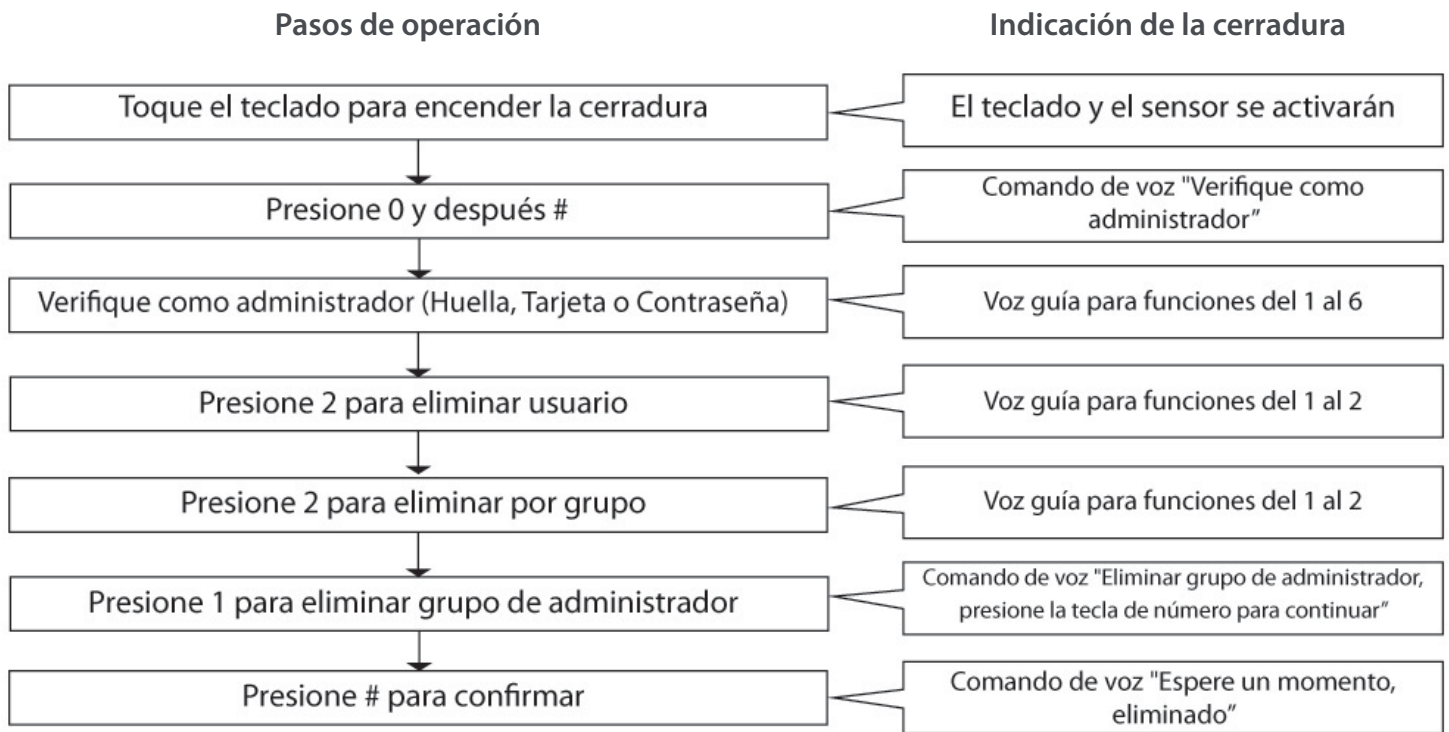 Pasos de operación
Indicación de la cerradura
Toque el teclado para encender la cerradura
El teclado y el sensor se activarán
Presione 0 y después #
Comando de voz "Verifique como
administrador”
Verifique como administrador (Huella, Tarjeta o Contraseña)
Voz guía para funciones del 1 al 6
Presione 2 para eliminar usuario
Voz guía para funciones del 1 al 2
Presione 2 para eliminar por grupo
Voz guía para funciones del 1 al 2
Presione 1 para eliminar grupo de administrador
Comando de voz "Eliminar grupo de administrador,
presione la tecla de número para continuar”
Presione # para confirmar
Comando de voz "Espere un momento,
eliminado”